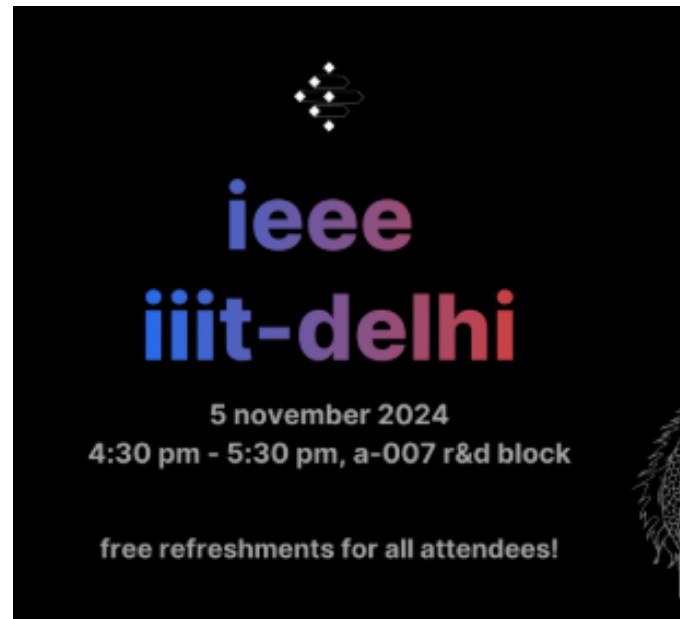 ieee
iiit-delhi
5 november 2024
4:30 pm - 5:30 pm, a-007 r&d block
free refreshments for all attendees!